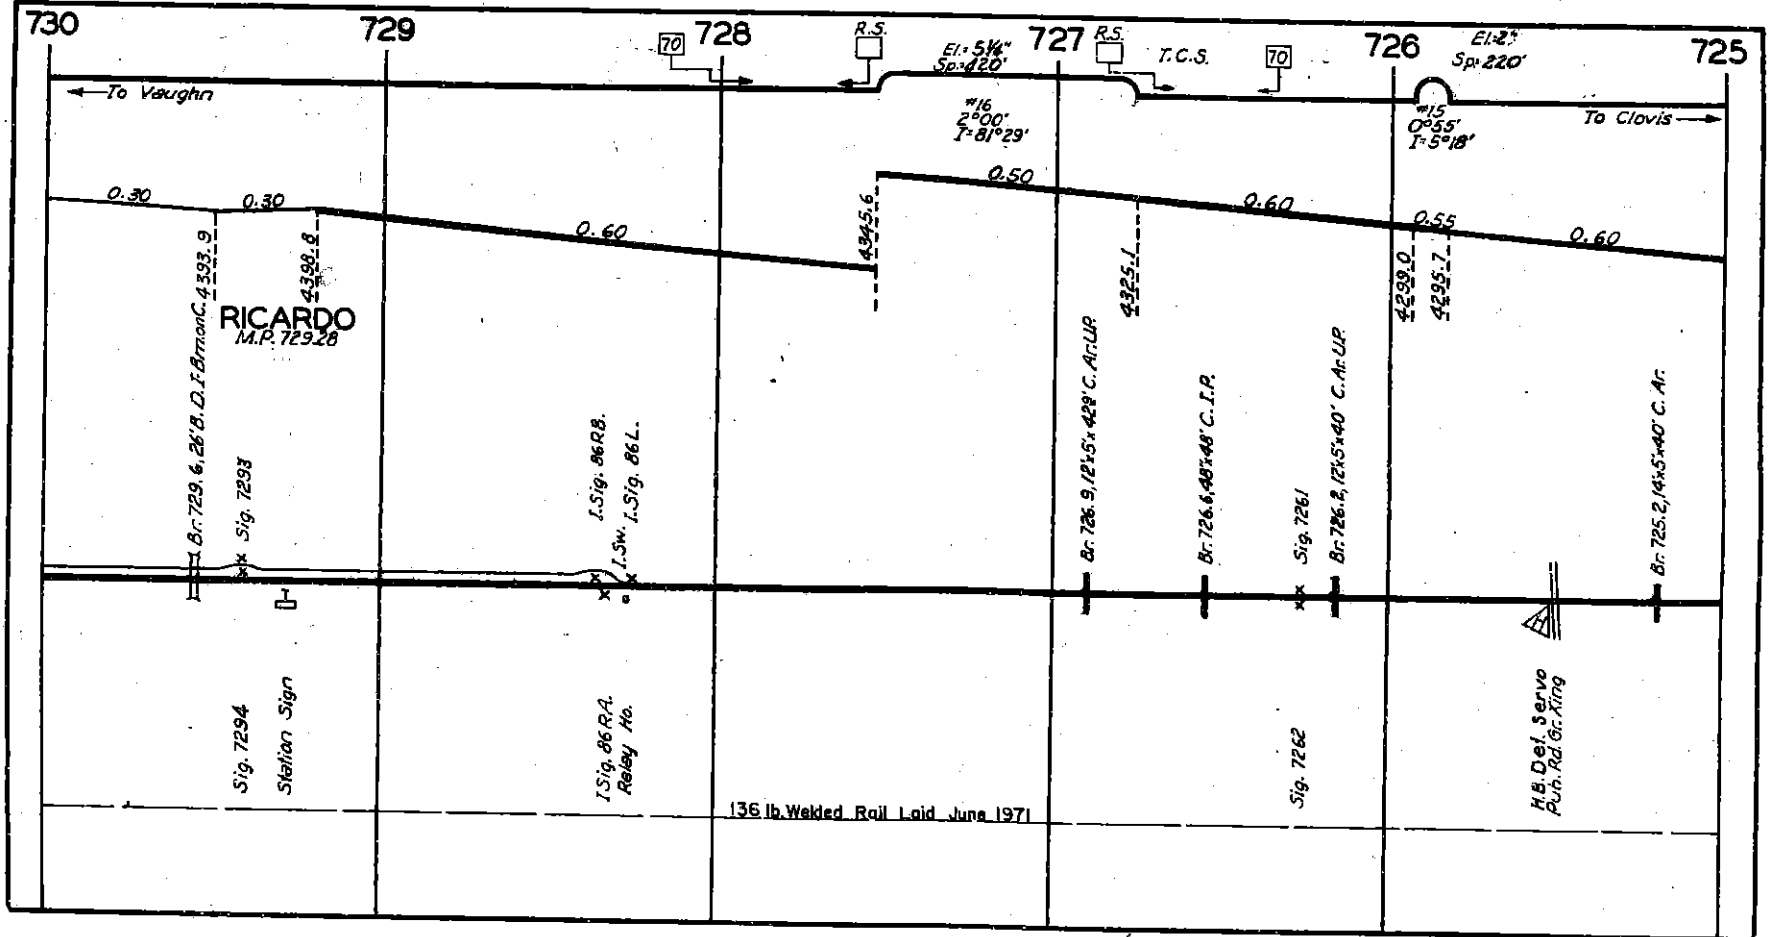 730
729
728
727
726
725
70
R.S.
El.=5¼"
Sp.=420'
R.S.
T.C.S.
70
El.=2"
Sp.=220'
← To Vaughn
#16
2°00'
I=81°29'
#15
0°55'
I=5°18'
To Clovis →
0.30
0.30
0.60
0.50
0.60
0.55
0.60
4393.9
4398.8
4345.6
4325.1
4299.0
4295.7
RICARDO
M.P. 729.28
Br. 729.6, 26' B.D.I-Bm on C.
Sig. 7293
I.Sig. 86RB.
I.Sw.
I.Sig. 86L.
Br. 726.9, 12'x5'x429' C. Ar. U.P.
Br. 726.6, 48"x48' C.I.P.
Sig. 7261
Br. 726.2, 12'x5'x40' C. Ar. U.P.
Br. 725.2, 14'x5'x40' C. Ar.
H
Sig. 7294
Station Sign
I Sig. 86RA.
Relay Ho.
Sig. 7262
H.B. Det. Servo
Pub. Rd. Gr. Xing
136 lb. Welded Rail Laid June 1971